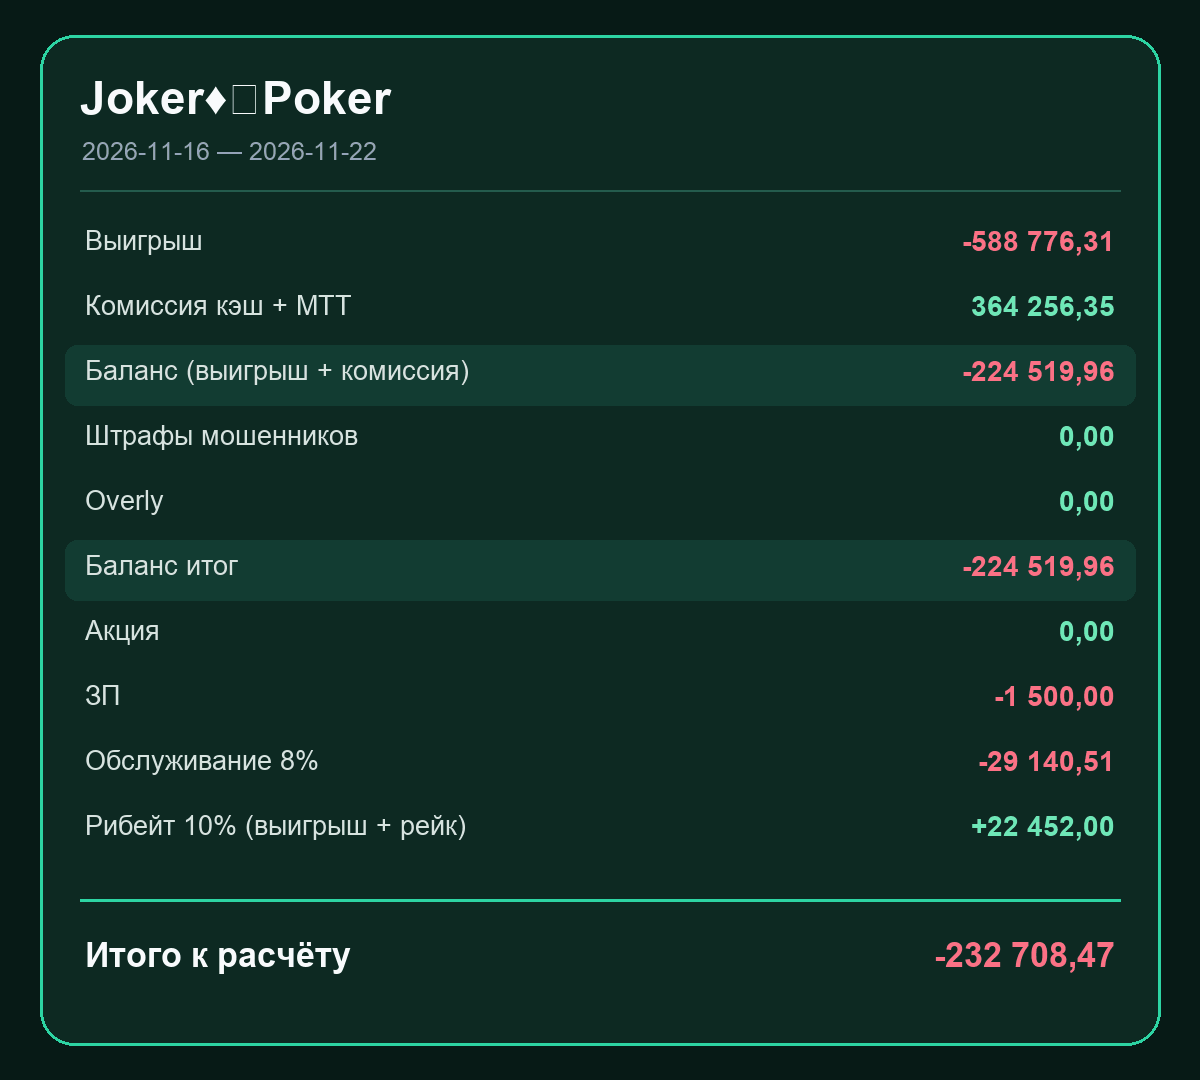 Joker♦□Poker
2026-11-16 — 2026-11-22
Выигрыш -588 776,31
Комиссия кэш + МТТ 364 256,35
Баланс (выигрыш + комиссия) -224 519,96
Штрафы мошенников 0,00
Overly 0,00
Баланс итог -224 519,96
Акция 0,00
ЗП -1 500,00
Обслуживание 8% -29 140,51
Рибейт 10% (выигрыш + рейк) +22 452,00
Итого к расчёту -232 708,47